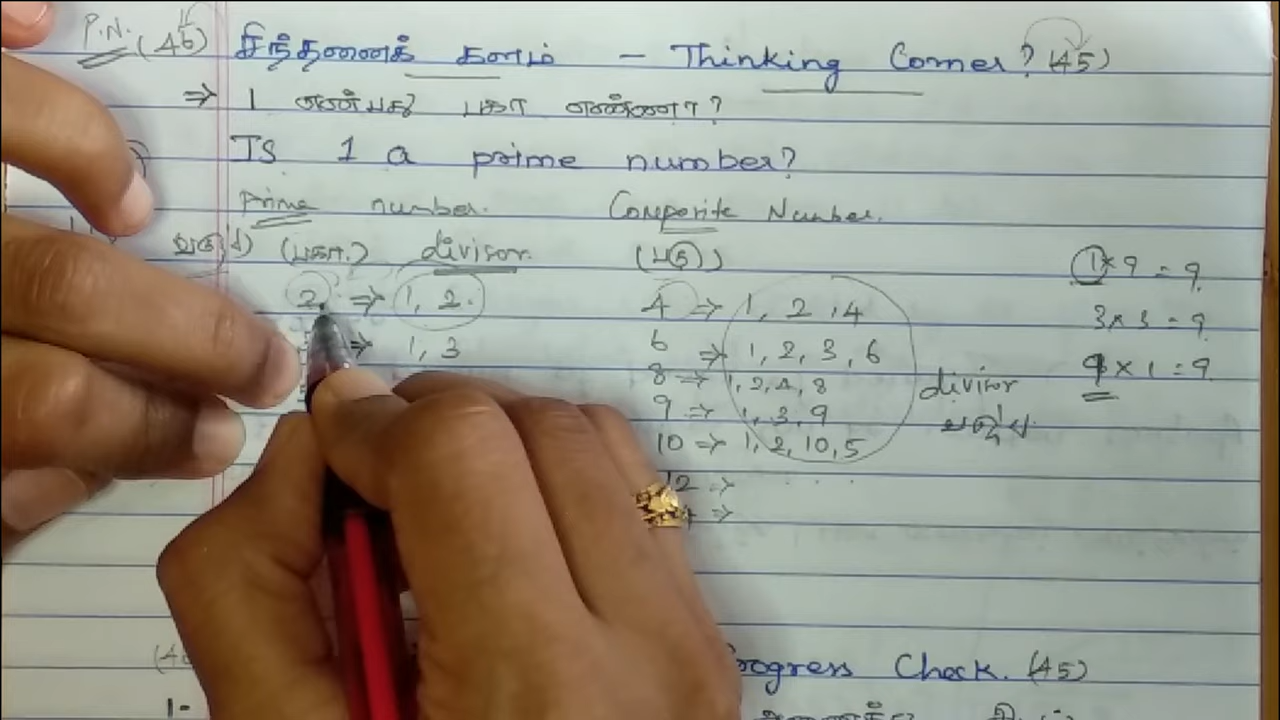 P.N. (46) சிந்தனைக் களம் - Thinking Corner? (45)
⇒ 1 என்பது பகா எண்ணா?
Is 1 a prime number?
Prime number. Composite Number.
(பகா.) divisor. (பகு)
2 ⇒ 1, 2. 4 ⇒ 1, 2, 4 1 × 9 = 9
⇒ 1, 3 6 ⇒ 1, 2, 3, 6 3 × 3 = 9
8 ⇒ 1, 2, 4, 8 divisor 9 × 1 = 9
9 ⇒ 1, 3, 9
10 ⇒ 1, 2, 10, 5
12 ⇒ . . . .
⇒
Progress Check. (45)
1-